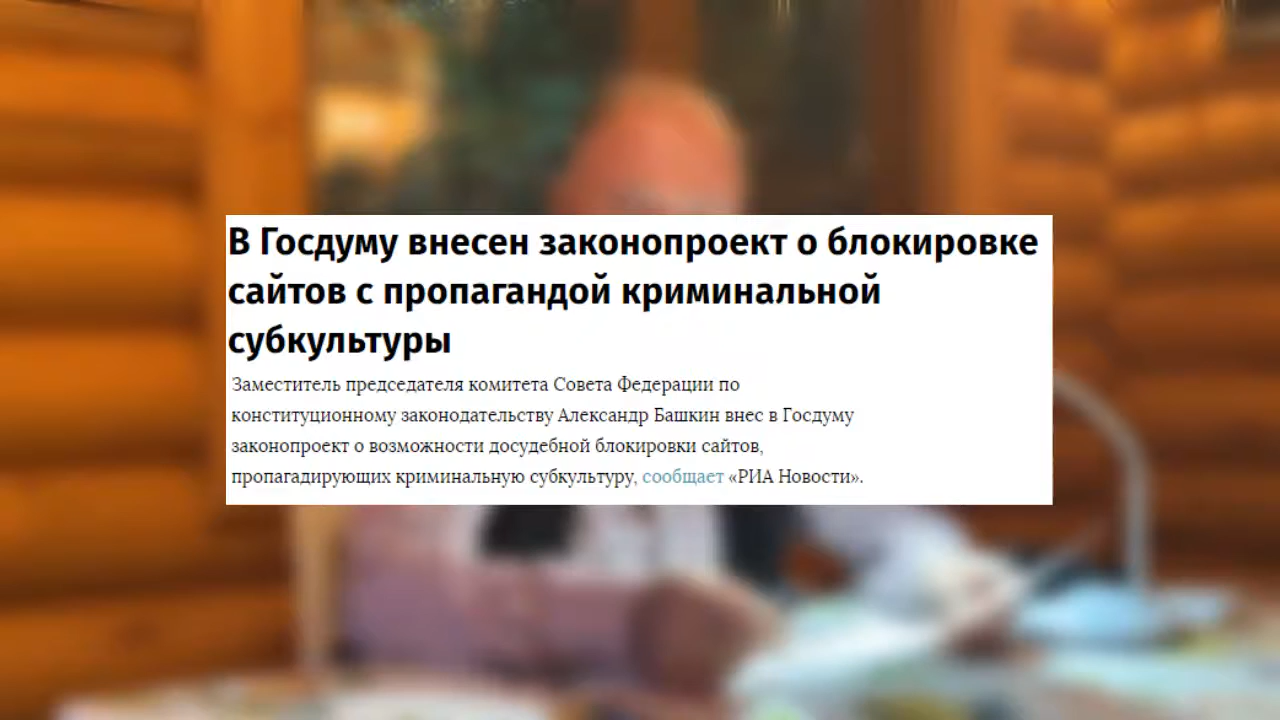 В Госдуму внесен законопроект о блокировке
сайтов с пропагандой криминальной
субкультуры
Заместитель председателя комитета Совета Федерации по
конституционному законодательству Александр Башкин внес в Госдуму
законопроект о возможности досудебной блокировки сайтов,
пропагадирующих криминальную субкультуру, сообщает «РИА Новости».